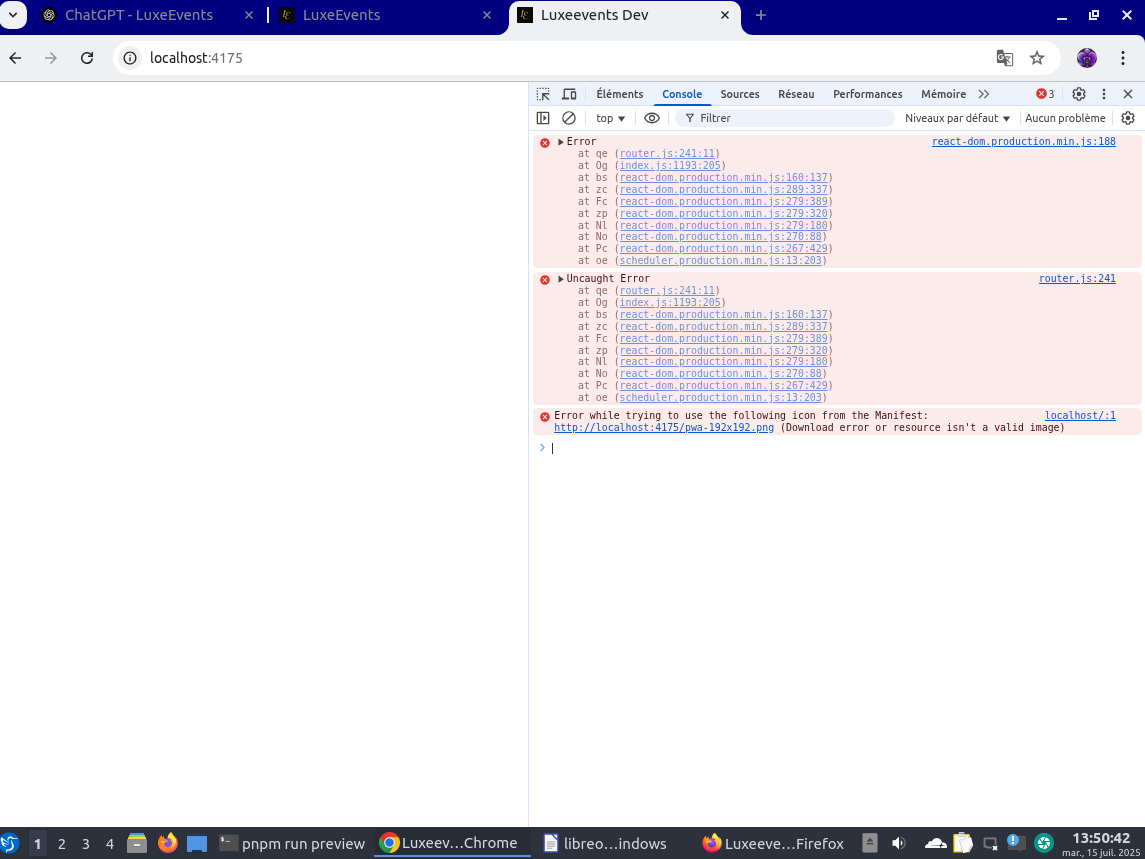 ChatGPT - LuxeEvents
LuxeEvents
Luxeevents Dev
localhost:4175
Éléments Console Sources Réseau Performances Mémoire 3
top Filtrer Niveaux par défaut Aucun problème
Error react-dom.production.min.js:188
at qe (router.js:241:11)
at Og (index.js:1193:205)
at bs (react-dom.production.min.js:160:137)
at zc (react-dom.production.min.js:289:337)
at Fc (react-dom.production.min.js:279:389)
at zp (react-dom.production.min.js:279:320)
at Nl (react-dom.production.min.js:279:180)
at No (react-dom.production.min.js:270:88)
at Pc (react-dom.production.min.js:267:429)
at oe (scheduler.production.min.js:13:203)
Uncaught Error router.js:241
at qe (router.js:241:11)
at Og (index.js:1193:205)
at bs (react-dom.production.min.js:160:137)
at zc (react-dom.production.min.js:289:337)
at Fc (react-dom.production.min.js:279:389)
at zp (react-dom.production.min.js:279:320)
at Nl (react-dom.production.min.js:279:180)
at No (react-dom.production.min.js:270:88)
at Pc (react-dom.production.min.js:267:429)
at oe (scheduler.production.min.js:13:203)
Error while trying to use the following icon from the Manifest: localhost/:1
http://localhost:4175/pwa-192x192.png (Download error or resource isn't a valid image)
1 2 3 4 pnpm run preview Luxeev…Chrome libreo…indows Luxeeve…Firefox 13:50:42
mar., 15 juil. 2025